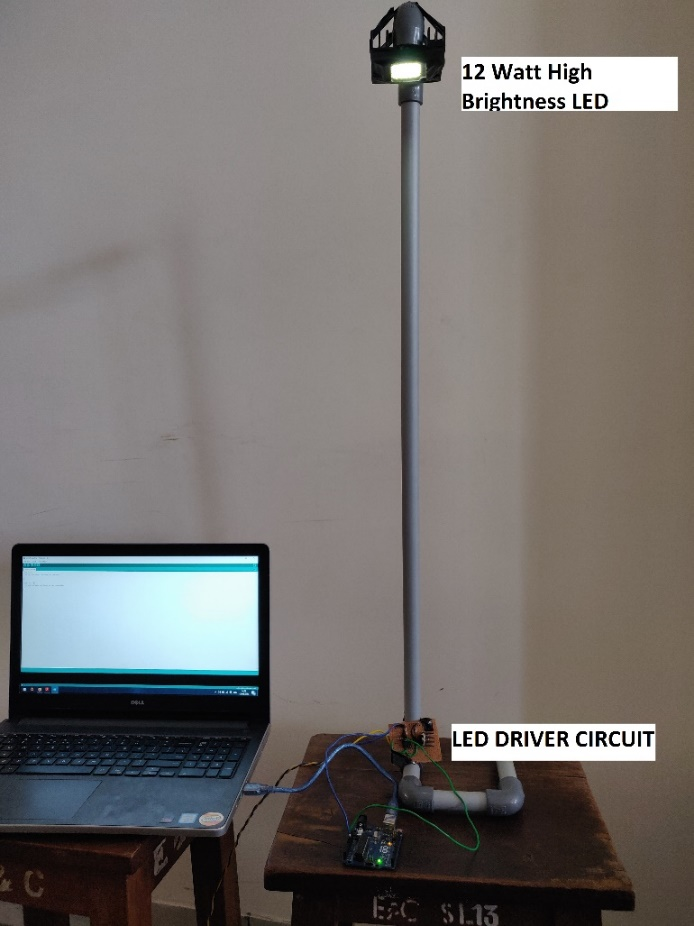 12 Watt High
Brightness LED
DELL
LED DRIVER CIRCUIT
& C
E
E&C SL13